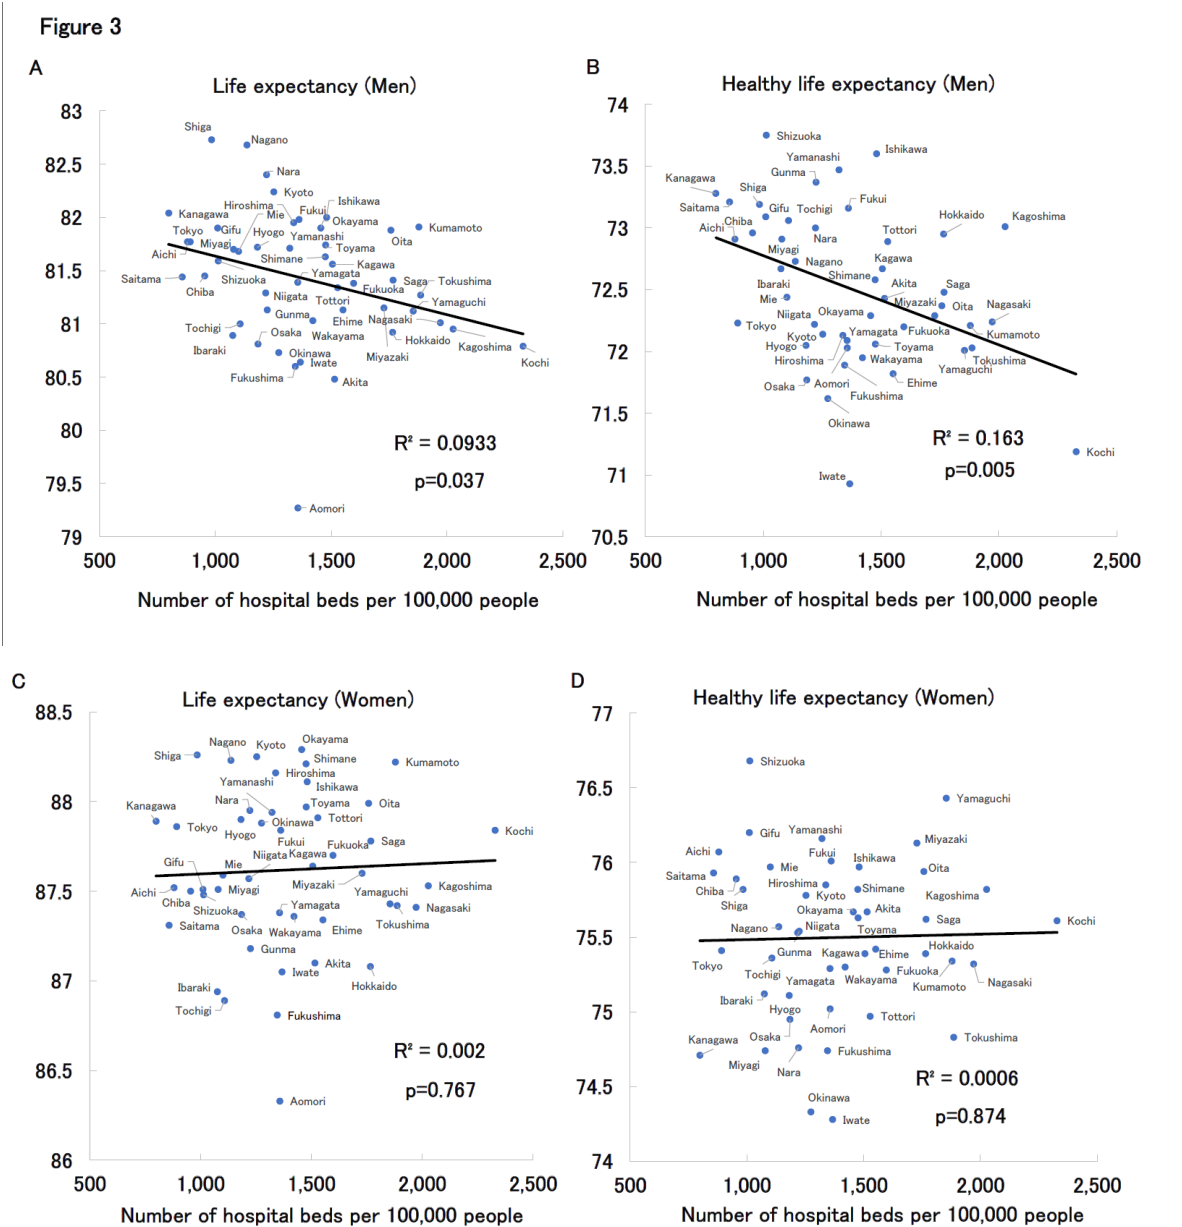 Figure 3
A
Life expectancy (Men)
83
82.5
82
81.5
81
80.5
80
79.5
79
Shiga
Nagano
Nara
Kyoto
Hiroshima
Mie
Fukui
Ishikawa
Kanagawa
Gifu
Okayama
Kumamoto
Tokyo
Miyagi
Hyogo
Yamanashi
Toyama
Oita
Aichi
Shimane
Kagawa
Saitama
Chiba
Shizuoka
Yamagata
Fukuoka
Saga
Tokushima
Niigata
Tottori
Yamaguchi
Gunma
Ehime
Nagasaki
Tochigi
Osaka
Wakayama
Hokkaido
Kagoshima
Ibaraki
Okinawa
Miyazaki
Kochi
Iwate
Fukushima
Akita
R² = 0.0933
p=0.037
Aomori
500
1,000
1,500
2,000
2,500
Number of hospital beds per 100,000 people
B
Healthy life expectancy (Men)
74
73.5
73
72.5
72
71.5
71
70.5
Shizuoka
Ishikawa
Yamanashi
Gunma
Kanagawa
Shiga
Fukui
Saitama
Gifu
Tochigi
Hokkaido
Kagoshima
Chiba
Aichi
Nara
Tottori
Miyagi
Nagano
Kagawa
Ibaraki
Shimane
Akita
Saga
Mie
Miyazaki
Oita
Nagasaki
Niigata
Okayama
Tokyo
Kyoto
Yamagata
Fukuoka
Kumamoto
Hyogo
Toyama
Hiroshima
Wakayama
Tokushima
Yamaguchi
Osaka
Aomori
Ehime
Fukushima
Okinawa
R² = 0.163
p=0.005
Kochi
Iwate
500
1,000
1,500
2,000
2,500
Number of hospital beds per 100,000 people
C
Life expectancy (Women)
88.5
88
87.5
87
86.5
86
Okayama
Nagano
Kyoto
Shiga
Shimane
Kumamoto
Hiroshima
Yamanashi
Ishikawa
Kanagawa
Nara
Toyama
Oita
Tottori
Tokyo
Okinawa
Hyogo
Kochi
Fukui
Fukuoka
Saga
Gifu
Mie
Niigata
Kagawa
Aichi
Miyagi
Miyazaki
Yamaguchi
Kagoshima
Chiba
Shizuoka
Yamagata
Nagasaki
Saitama
Osaka
Wakayama
Ehime
Tokushima
Gunma
Akita
Iwate
Hokkaido
Ibaraki
Tochigi
Fukushima
R² = 0.002
p=0.767
Aomori
500
1,000
1,500
2,000
2,500
Number of hospital beds per 100,000 people
D
Healthy life expectancy (Women)
77
76.5
76
75.5
75
74.5
74
Shizuoka
Yamaguchi
Gifu
Yamanashi
Miyazaki
Aichi
Fukui
Ishikawa
Saitama
Mie
Oita
Chiba
Hiroshima
Shimane
Kagoshima
Shiga
Kyoto
Okayama
Akita
Nagano
Niigata
Toyama
Saga
Kochi
Tokyo
Gunma
Kagawa
Ehime
Hokkaido
Tochigi
Yamagata
Wakayama
Fukuoka
Kumamoto
Nagasaki
Ibaraki
Hyogo
Osaka
Aomori
Tottori
Kanagawa
Miyagi
Nara
Fukushima
Tokushima
Okinawa
Iwate
R² = 0.0006
p=0.874
500
1,000
1,500
2,000
2,500
Number of hospital beds per 100,000 people